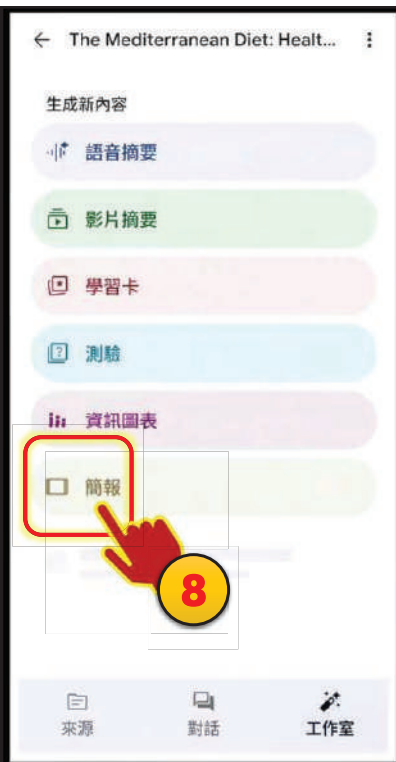 The Mediterranean Diet: Healt...
生成新內容
語音摘要
影片摘要
學習卡
測驗
資訊圖表
簡報
8
來源
對話
工作室